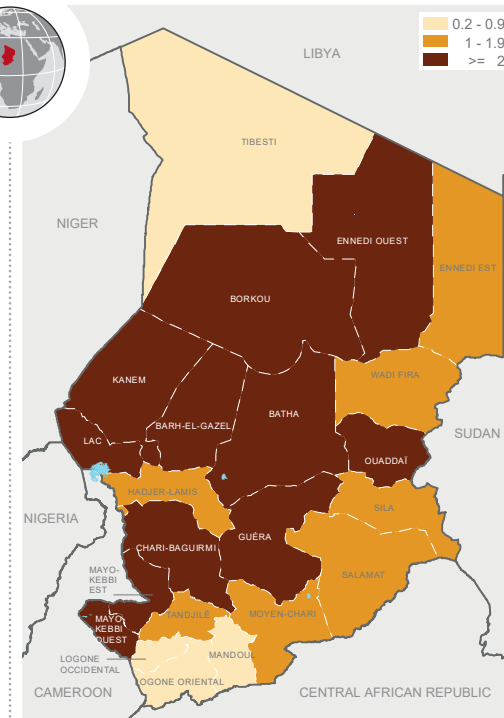 0.2 - 0.9
1 - 1.9
>= 2
LIBYA
TIBESTI
NIGER
ENNEDI OUEST
ENNEDI EST
BORKOU
KANEM
WADI FIRA
BARH-EL-GAZEL
BATHA
LAC
SUDAN
OUADDAÏ
HADJER-LAMIS
SILA
NIGERIA
GUÉRA
CHARI-BAGUIRMI
MAYO-
KEBBI
EST
SALAMAT
TANDJILÉ
MOYEN-CHARI
MAYO
KEBBI
OUEST
LOGONE
OCCIDENTAL
MANDOUL
LOGONE ORIENTAL
CAMEROON
CENTRAL AFRICAN REPUBLIC